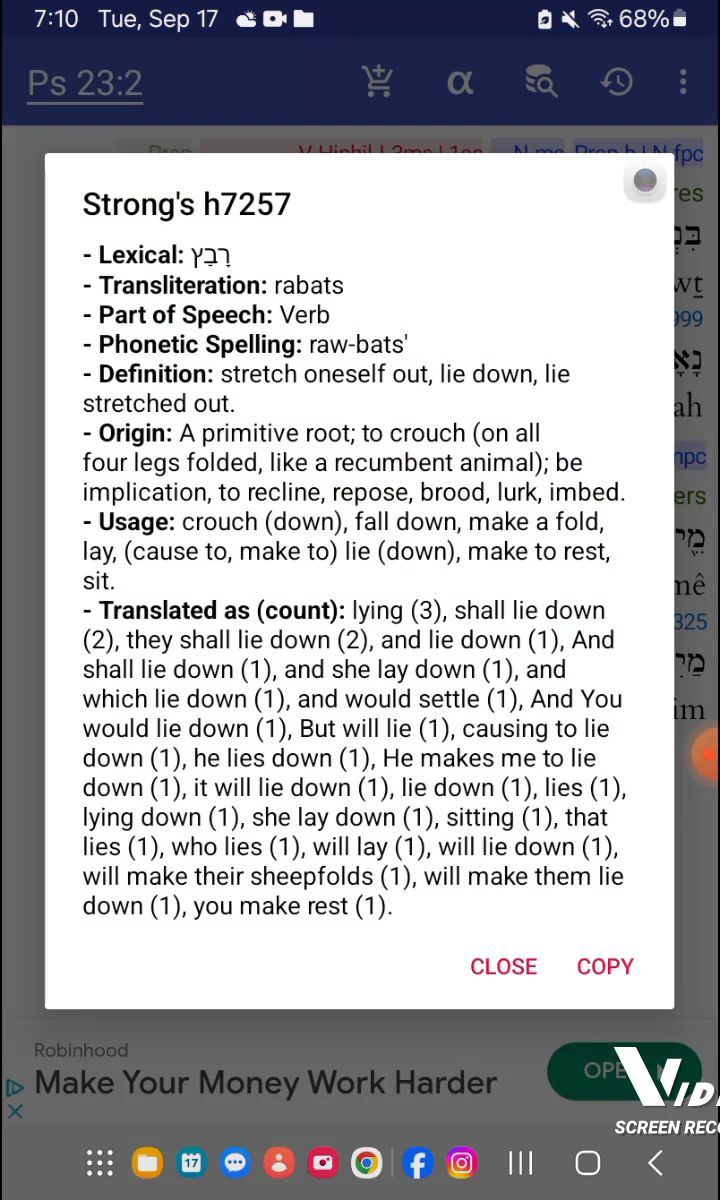 7:10 Tue, Sep 17 68%
Ps 23:2 α
Strong's h7257
- Lexical: רָבַץ
- Transliteration: rabats
- Part of Speech: Verb
- Phonetic Spelling: raw-bats'
- Definition: stretch oneself out, lie down, lie
stretched out.
- Origin: A primitive root; to crouch (on all
four legs folded, like a recumbent animal); be
implication, to recline, repose, brood, lurk, imbed.
- Usage: crouch (down), fall down, make a fold,
lay, (cause to, make to) lie (down), make to rest,
sit.
- Translated as (count): lying (3), shall lie down
(2), they shall lie down (2), and lie down (1), And
shall lie down (1), and she lay down (1), and
which lie down (1), and would settle (1), And You
would lie down (1), But will lie (1), causing to lie
down (1), he lies down (1), He makes me to lie
down (1), it will lie down (1), lie down (1), lies (1),
lying down (1), she lay down (1), sitting (1), that
lies (1), who lies (1), will lay (1), will lie down (1),
will make their sheepfolds (1), will make them lie
down (1), you make rest (1).
CLOSE COPY
Robinhood
Make Your Money Work Harder
17